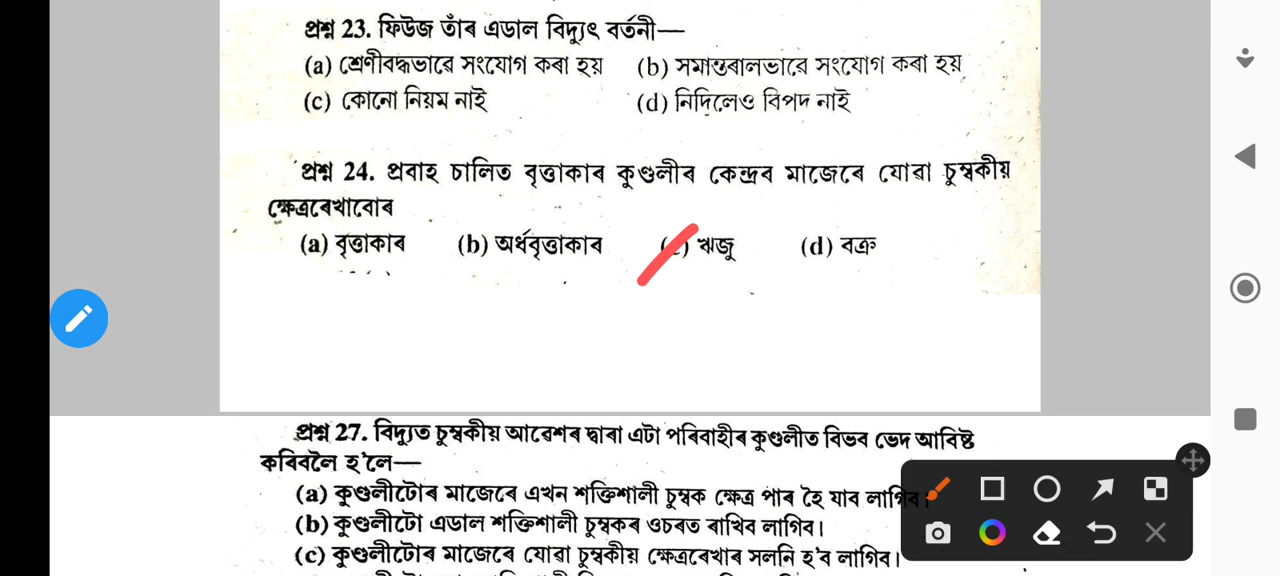 প্ৰশ্ন 23. ফিউজ তাঁৰ এডাল বিদ্যুৎ বৰ্তনী—
(a) শ্ৰেণীবদ্ধভাৱে সংযোগ কৰা হয় (b) সমান্তৰালভাৱে সংযোগ কৰা হয়
(c) কোনো নিয়ম নাই (d) নিদিলেও বিপদ নাই
প্ৰশ্ন 24. প্ৰবাহ চালিত বৃত্তাকাৰ কুণ্ডলীৰ কেন্দ্ৰৰ মাজেৰে যোৱা চুম্বকীয়
ক্ষেত্ৰৰেখাবোৰ
(a) বৃত্তাকাৰ (b) অৰ্ধবৃত্তাকাৰ (c) ঋজু (d) বক্ৰ
প্ৰশ্ন 27. বিদ্যুত চুম্বকীয় আৱেশৰ দ্বাৰা এটা পৰিবাহীৰ কুণ্ডলীত বিভৱ ভেদ আবিষ্ট
কৰিবলৈ হ'লে—
(a) কুণ্ডলীটোৰ মাজেৰে এখন শক্তিশালী চুম্বক ক্ষেত্ৰ পাৰ হৈ যাব লাগিব।
(b) কুণ্ডলীটো এডাল শক্তিশালী চুম্বকৰ ওচৰত ৰাখিব লাগিব।
(c) কুণ্ডলীটোৰ মাজেৰে যোৱা চুম্বকীয় ক্ষেত্ৰৰেখাৰ সলনি হ'ব লাগিব।